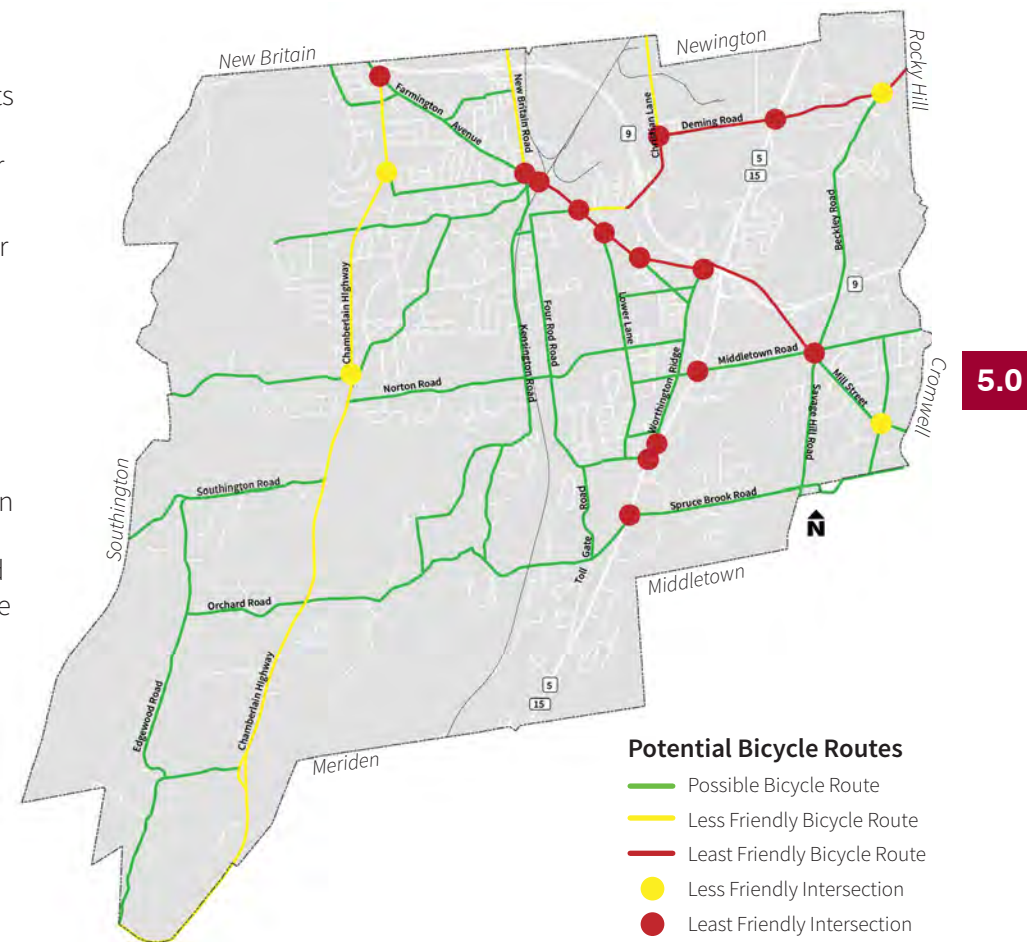 ts
r
r
n
d
e
New Britain
Newington
Rocky Hill
Farmington
Avenue
New Britain Road
Christian Lane
9
Deming Road
5
15
Beckley Road
9
Chamberlain Highway
Four Rod Road
Lower Lane
Kensington Road
Worthington Ridge
Middletown Road
Mill Street
Cromwell
5.0
Norton Road
Savage Hill Road
Southington
Southington Road
Spruce Brook Road
N
Toll Gate Road
Middletown
Orchard Road
Edgewood Road
Chamberlain Highway
5
15
Meriden
Potential Bicycle Routes
Possible Bicycle Route
Less Friendly Bicycle Route
Least Friendly Bicycle Route
Less Friendly Intersection
Least Friendly Intersection